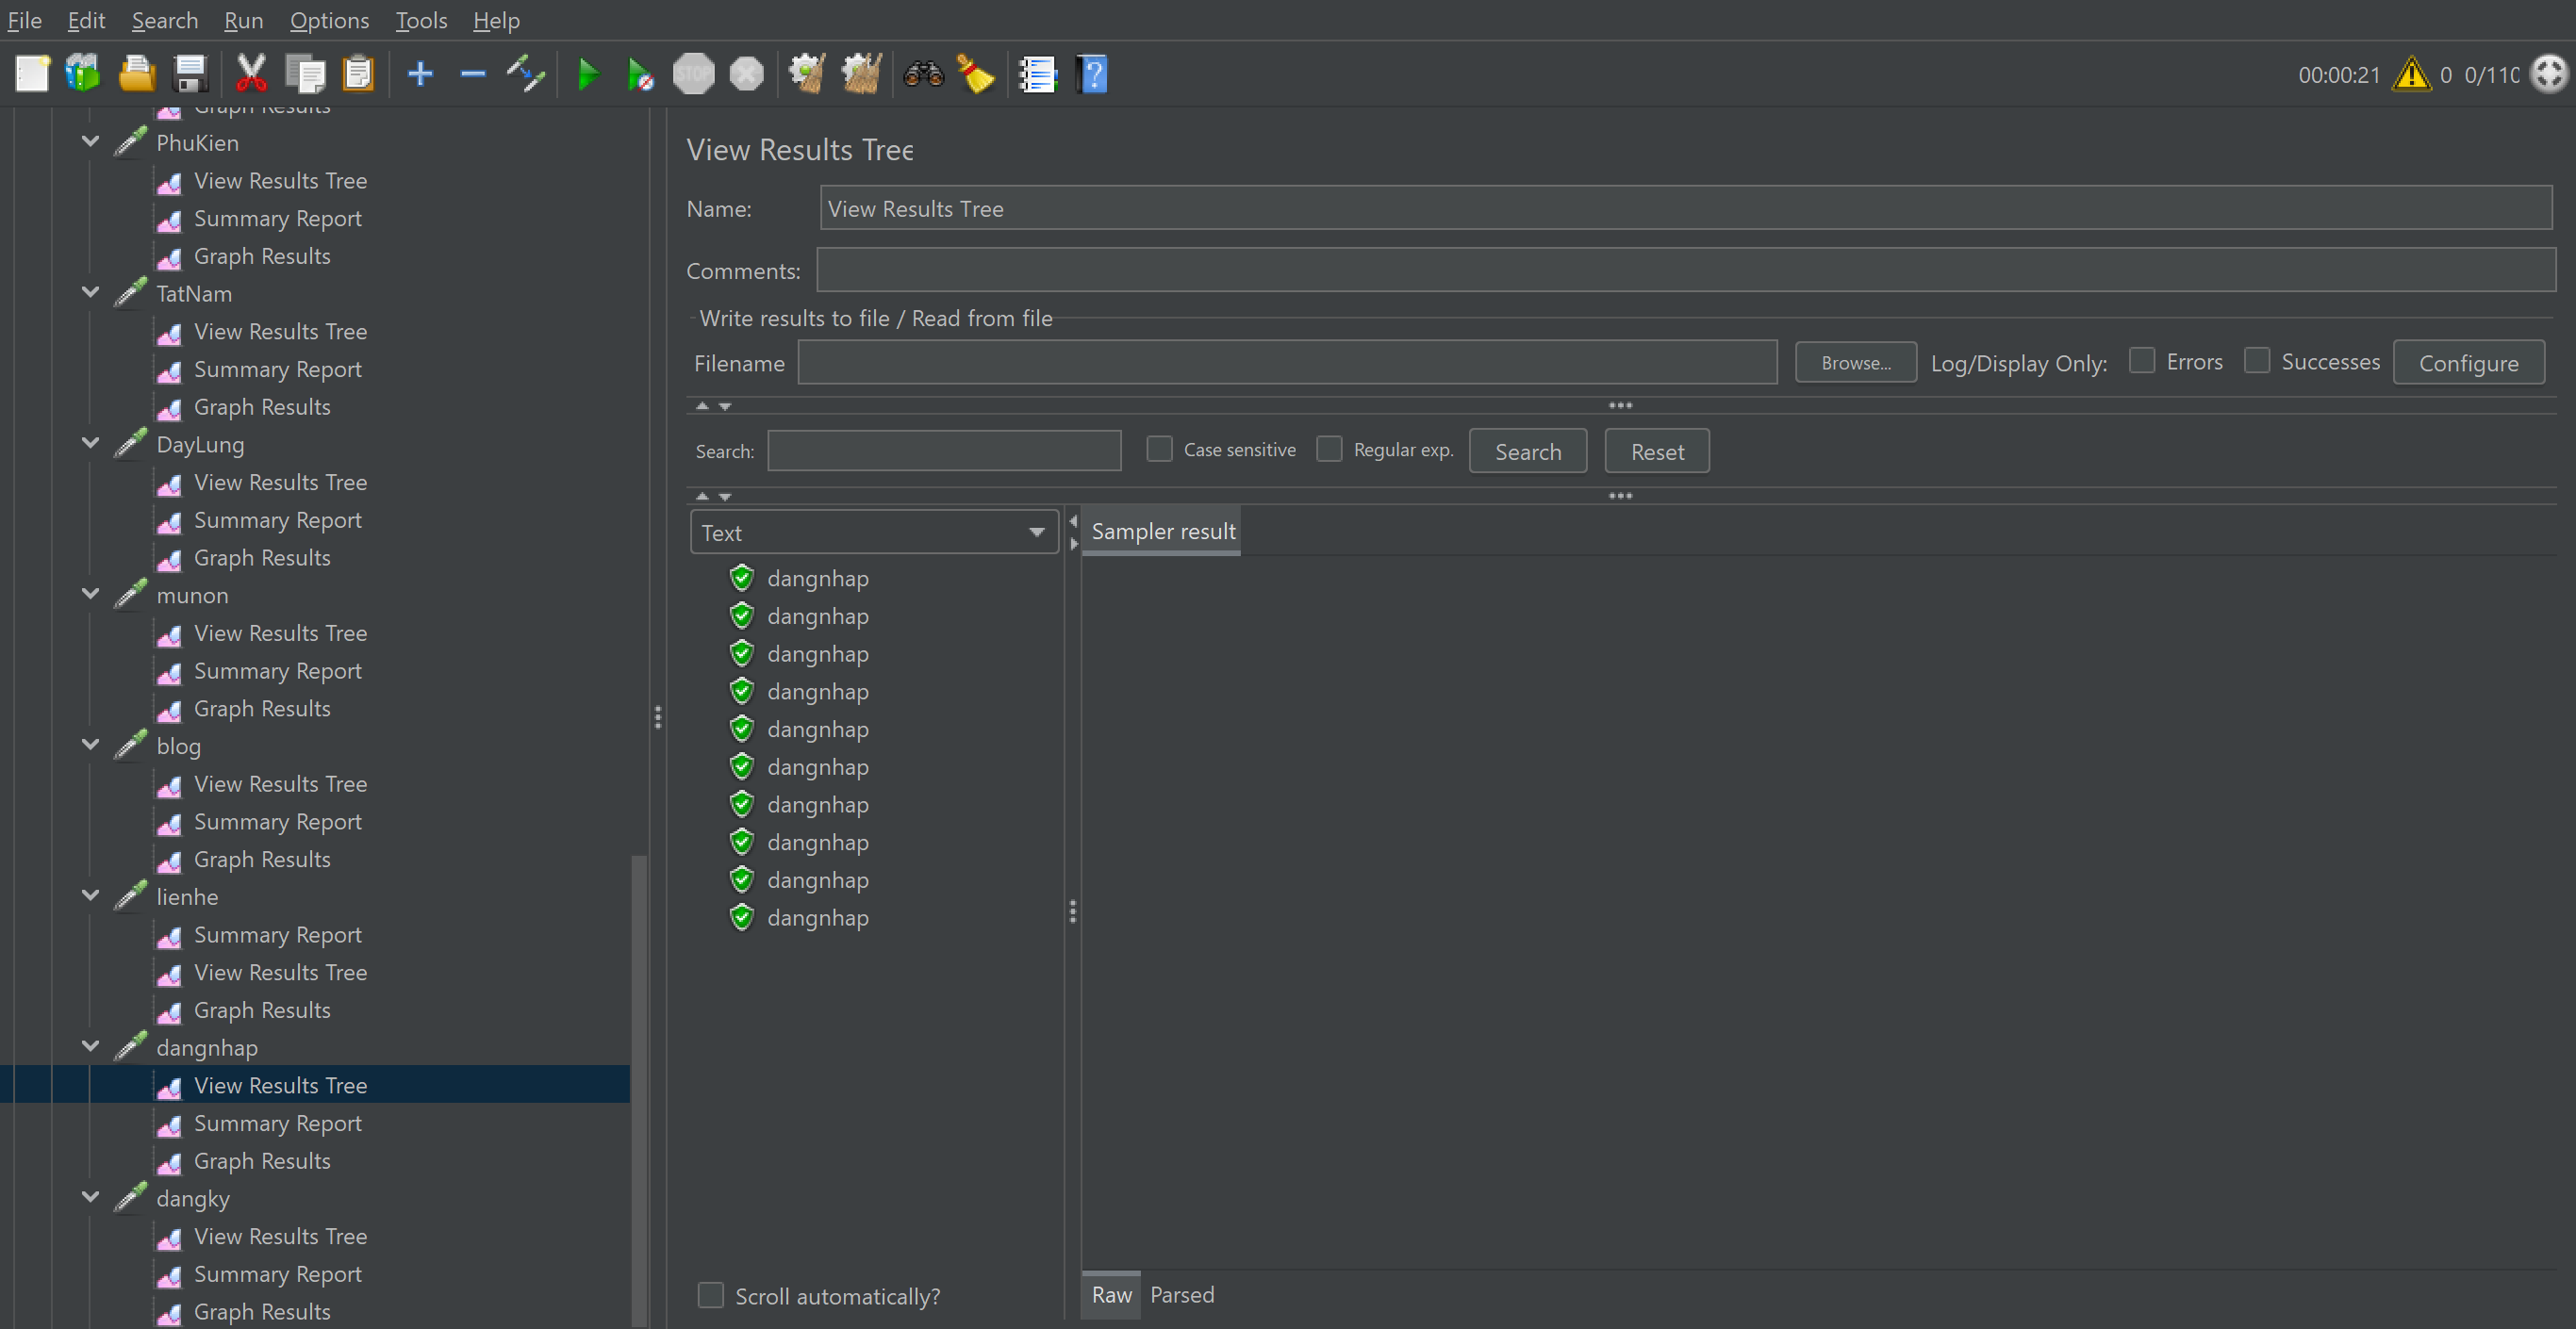 File Edit Search Run Options Tools Help
STOP
00:00:21 0 0/110
Graph Results
PhuKien
View Results Tree
Summary Report
Graph Results
TatNam
View Results Tree
Summary Report
Graph Results
DayLung
View Results Tree
Summary Report
Graph Results
munon
View Results Tree
Summary Report
Graph Results
blog
View Results Tree
Summary Report
Graph Results
lienhe
Summary Report
View Results Tree
Graph Results
dangnhap
View Results Tree
Summary Report
Graph Results
dangky
View Results Tree
Summary Report
Graph Results
View Results Tree
Name: View Results Tree
Comments:
Write results to file / Read from file
Filename Browse... Log/Display Only: Errors Successes Configure
Search: Case sensitive Regular exp. Search Reset
Text
Sampler result
dangnhap
dangnhap
dangnhap
dangnhap
dangnhap
dangnhap
dangnhap
dangnhap
dangnhap
dangnhap
Scroll automatically?
Raw Parsed